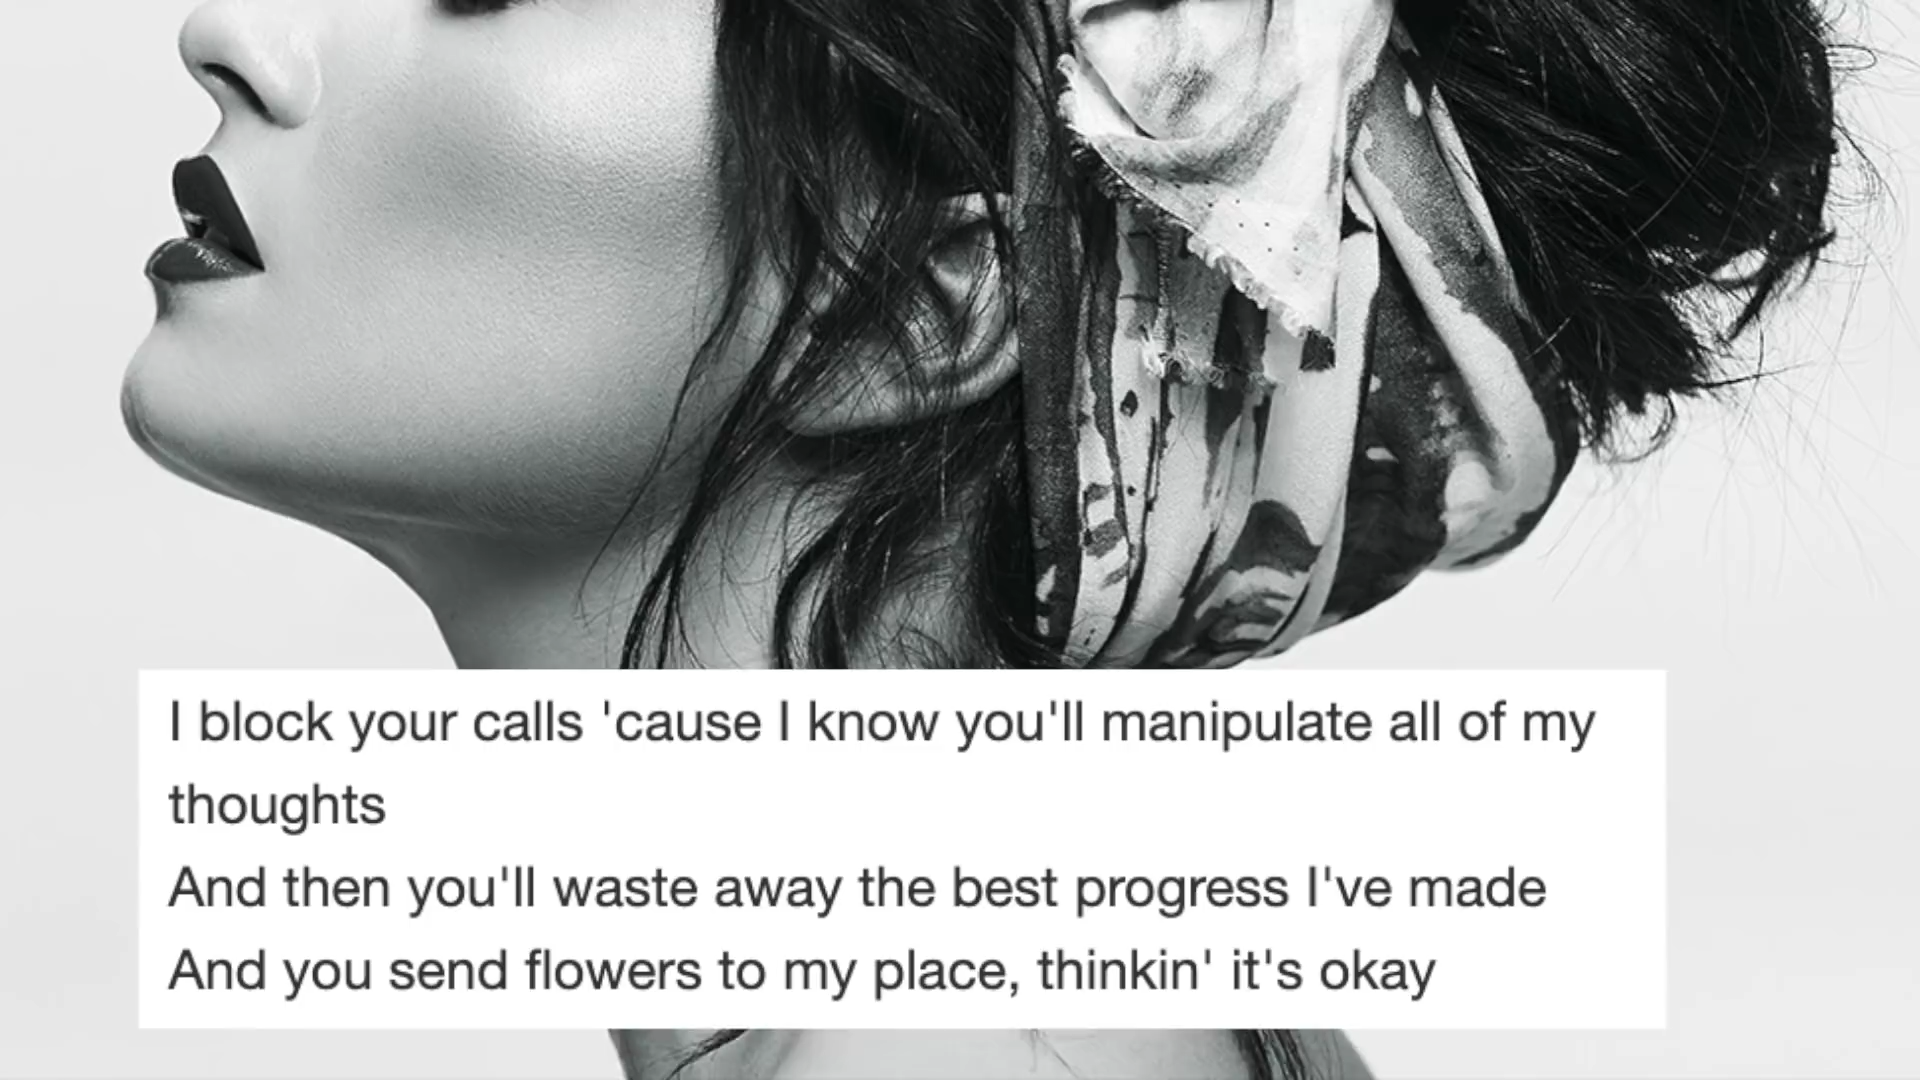 I block your calls 'cause I know you'll manipulate all of my
thoughts
And then you'll waste away the best progress I've made
And you send flowers to my place, thinkin' it's okay